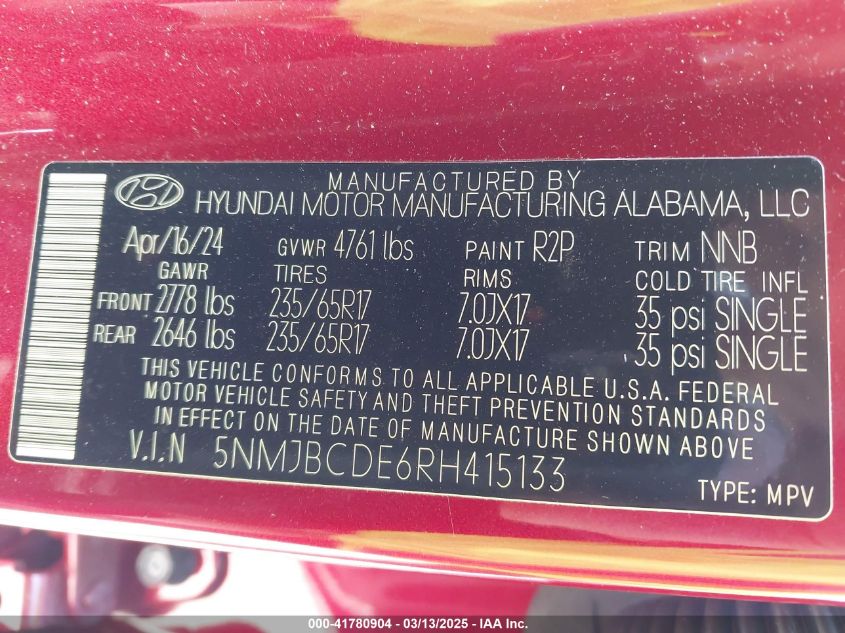 MANUFACTURED BY
HYUNDAI MOTOR MANUFACTURING ALABAMA, LLC
Apr/16/24 GVWR 4761 lbs PAINT R2P TRIM NNB
GAWR TIRES RIMS COLD TIRE INFL
FRONT 2778 lbs 235/65R17 7.0JX17 35 psi SINGLE
REAR 2646 lbs 235/65R17 7.0JX17 35 psi SINGLE
THIS VEHICLE CONFORMS TO ALL APPLICABLE U.S.A. FEDERAL
MOTOR VEHICLE SAFETY AND THEFT PREVENTION STANDARDS
IN EFFECT ON THE DATE OF MANUFACTURE SHOWN ABOVE
V.I.N 5NMJBCDE6RH415133
TYPE: MPV
000-41780904 - 03/13/2025 - IAA Inc.